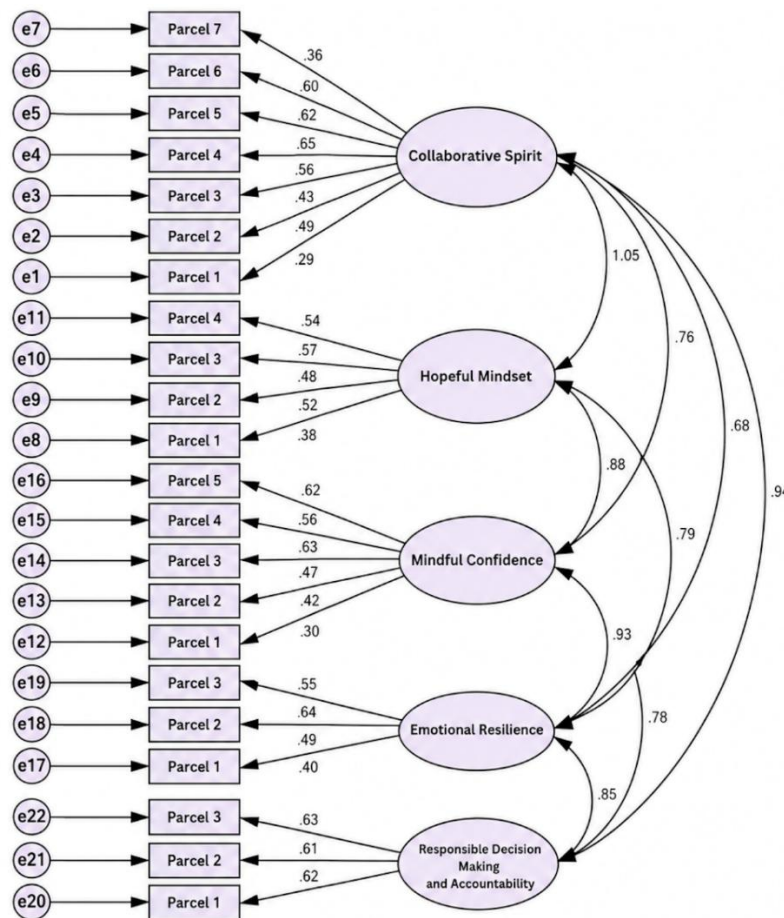 e7
Parcel 7
.36
e6
Parcel 6
.60
e5
Parcel 5
.62
e4
Parcel 4
.65
Collaborative Spirit
.56
e3
Parcel 3
.43
e2
Parcel 2
.49
e1
Parcel 1
.29
1.05
e11
Parcel 4
.54
.76
e10
Parcel 3
.57
Hopeful Mindset
e9
Parcel 2
.48
.52
.68
e8
Parcel 1
.38
.88
e16
Parcel 5
.62
e15
Parcel 4
.56
e14
Parcel 3
.63
Mindful Confidence
.79
.47
e13
Parcel 2
.42
e12
Parcel 1
.30
.93
e19
Parcel 3
.55
e18
Parcel 2
.64
Emotional Resilience
.78
.49
e17
Parcel 1
.40
.85
e22
Parcel 3
.63
e21
Parcel 2
.61
Responsible Decision
Making
and Accountability
e20
Parcel 1
.62